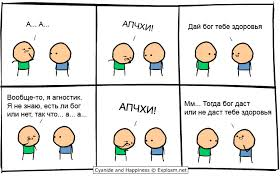 А... А...
АПЧХИ!
Дай бог тебе здоровья
Вообще-то, я агностик.
Я не знаю, есть ли бог
или нет, так что... а... а...
АПЧХИ!
Мм... Тогда бог даст
или не даст тебе здоровья
Cyanide and Happiness © Explosm.net